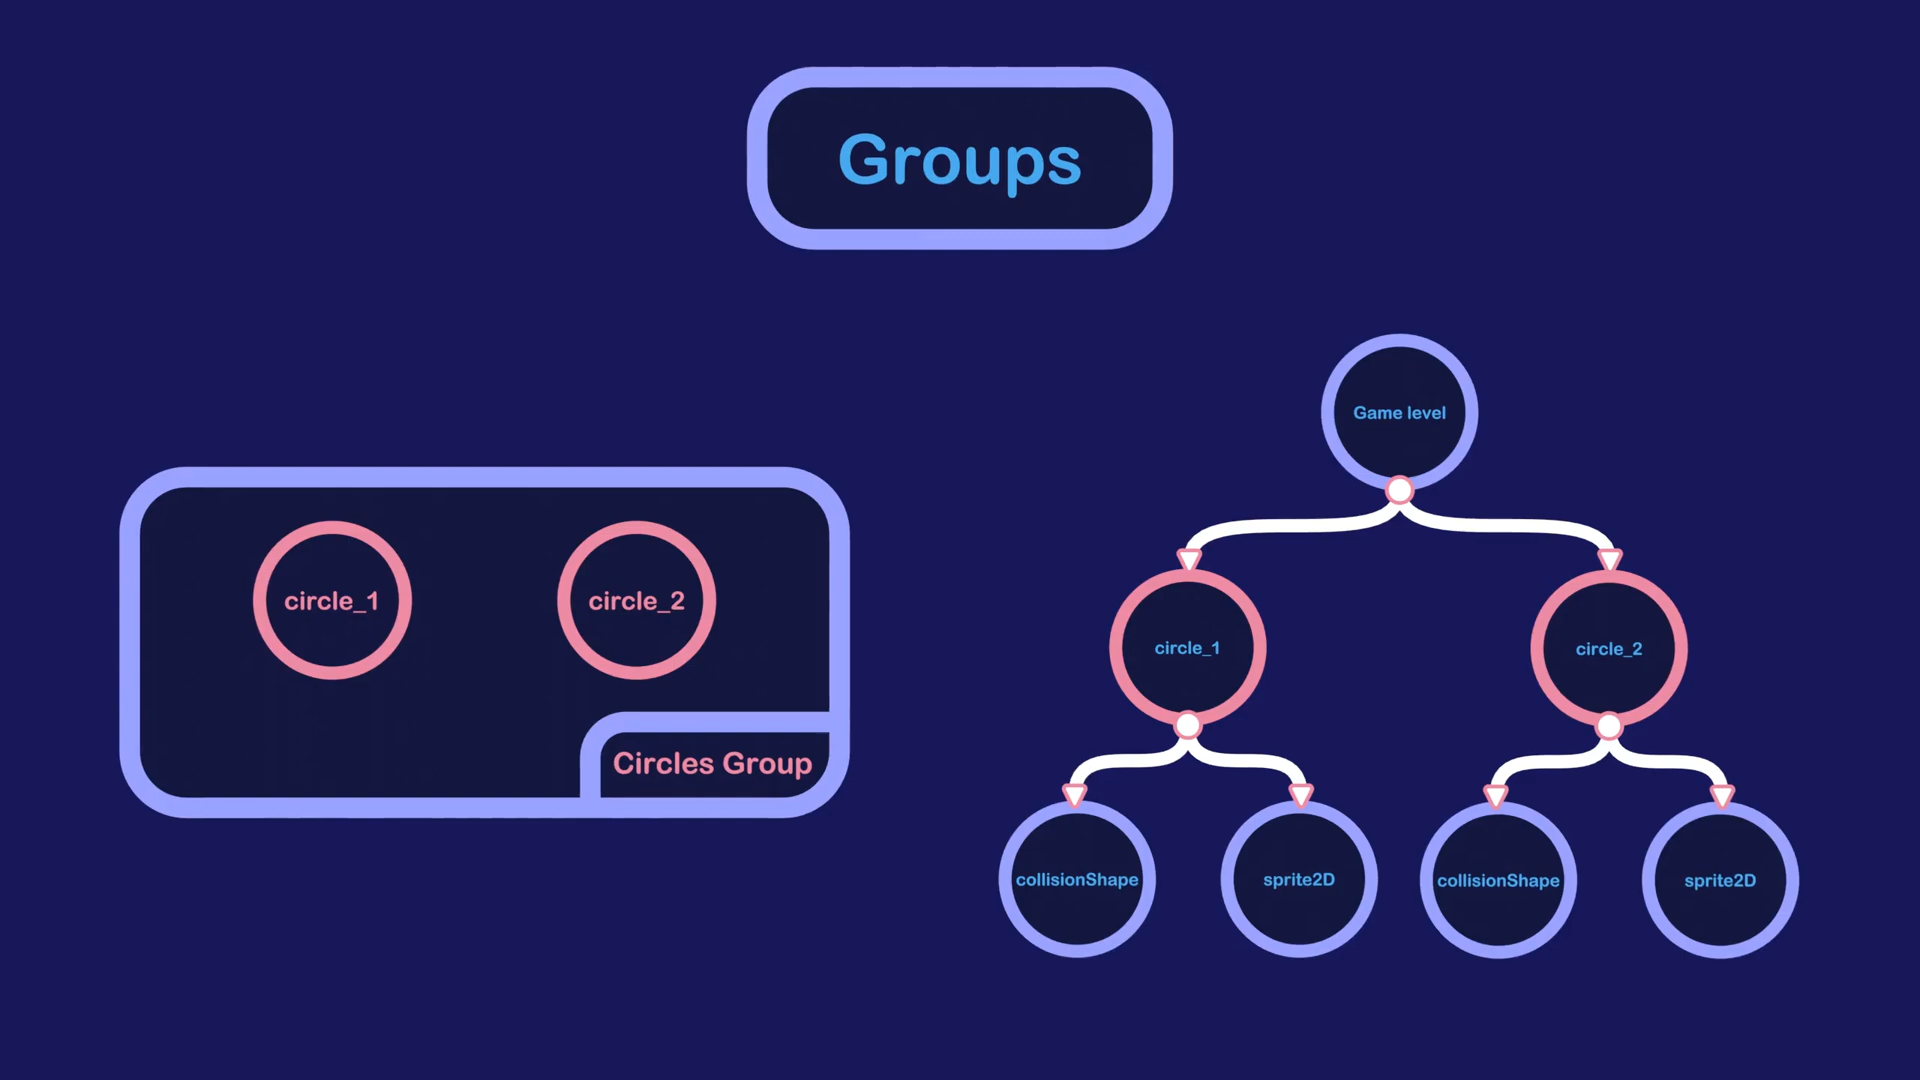 Groups
circle_1
circle_2
Circles Group
Game level
circle_1
circle_2
collisionShape
sprite2D
collisionShape
sprite2D